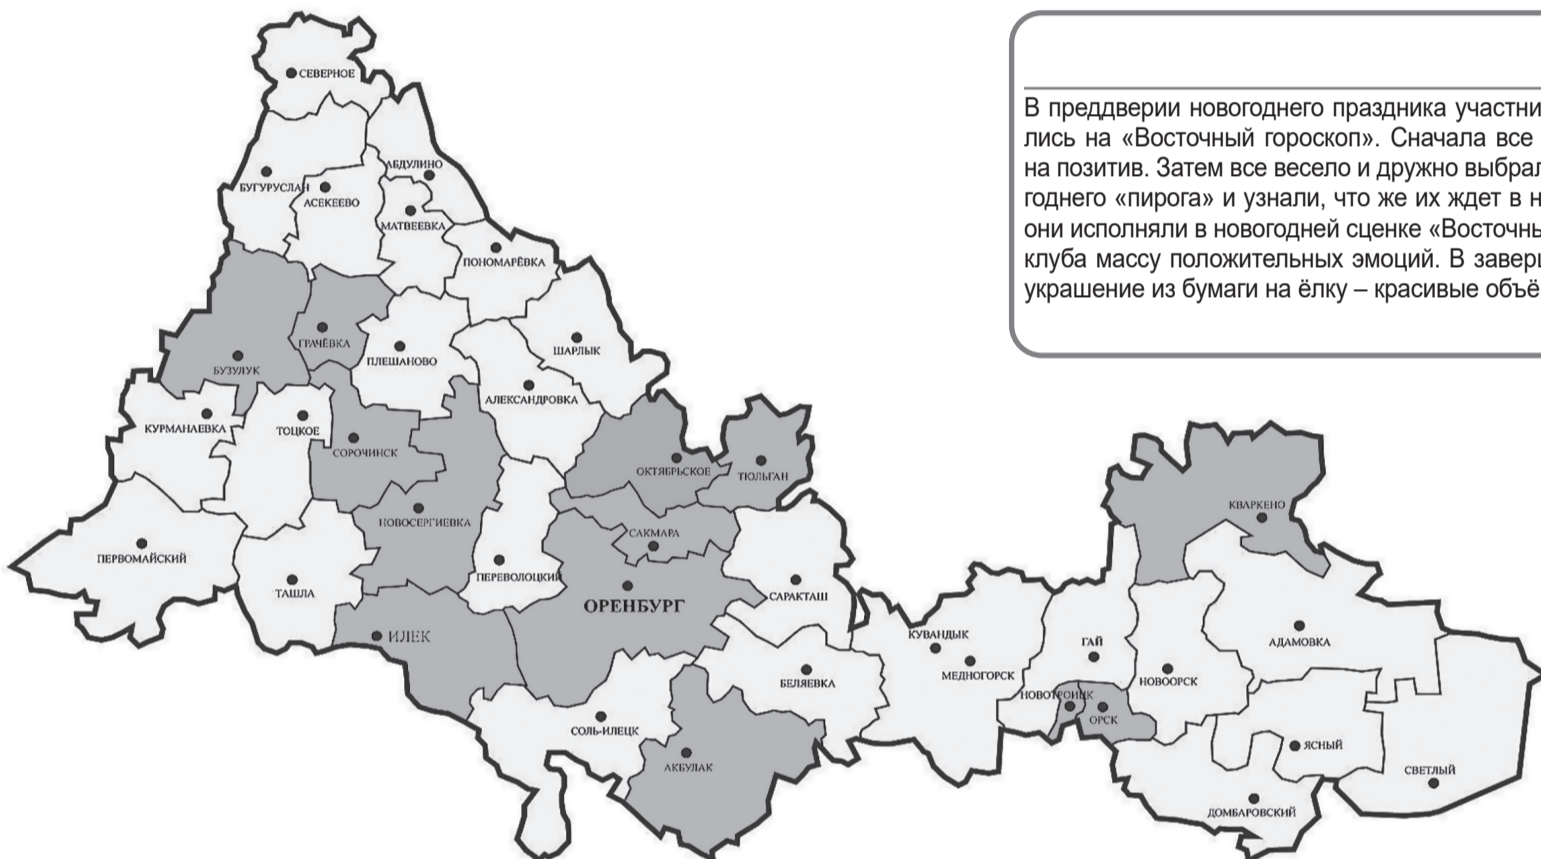 В преддверии новогоднего праздника участни
лись на «Восточный гороскоп». Сначала все
на позитив. Затем все весело и дружно выбрал
годнего «пирога» и узнали, что же их ждет в н
они исполняли в новогодней сценке «Восточны
клуба массу положительных эмоций. В заверш
украшение из бумаги на ёлку – красивые объё
СЕВЕРНОЕ
АБДУЛИНО
БУГУРУСЛАН
АСЕКЕЕВО
МАТВЕЕВКА
ПОНОМАРЁВКА
ГРАЧЁВКА
ПЛЕШАНОВО
ШАРЛЫК
БУЗУЛУК
АЛЕКСАНДРОВКА
КУРМАНАЕВКА
ТОЦКОЕ
СОРОЧИНСК
ОКТЯБРЬСКОЕ
ТЮЛЬГАН
КВАРКЕНО
НОВОСЕРГИЕВКА
САКМАРА
ПЕРВОМАЙСКИЙ
ПЕРЕВОЛОЦКИЙ
ТАШЛА
ОРЕНБУРГ
САРАКТАШ
ИЛЕК
КУВАНДЫК
ГАЙ
АДАМОВКА
МЕДНОГОРСК
БЕЛЯЕВКА
НОВООРСК
НОВОТРОИЦК
ОРСК
СОЛЬ-ИЛЕЦК
ЯСНЫЙ
АКБУЛАК
СВЕТЛЫЙ
ДОМБАРОВСКИЙ